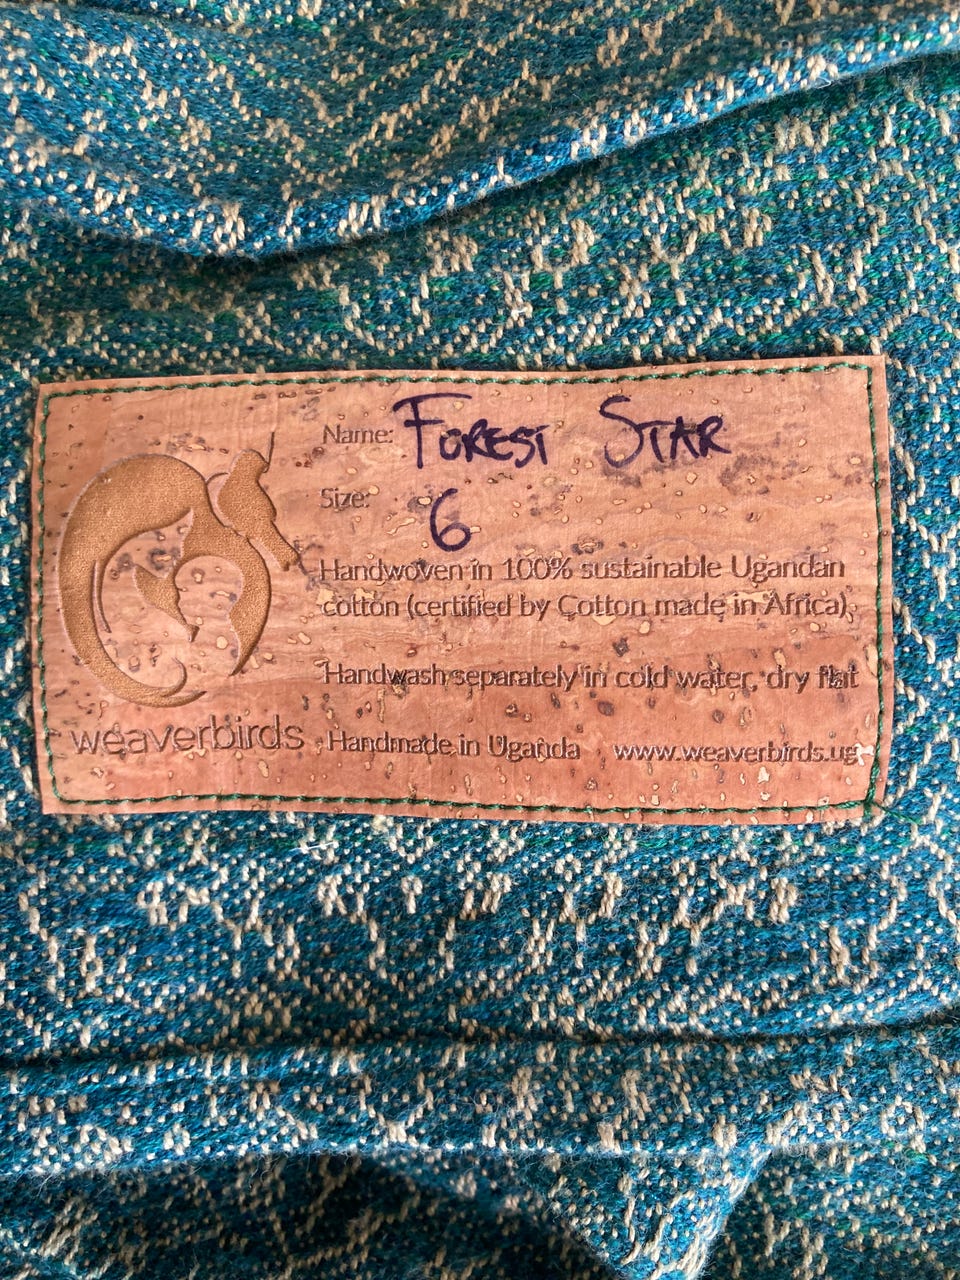 Name: FOREST STAR
Size: 6
Handwoven in 100% sustainable Ugandan
cotton (certified by Cotton made in Africa).
Handwash separately in cold water, dry flat
weaverbirds Handmade in Uganda www.weaverbirds.ug